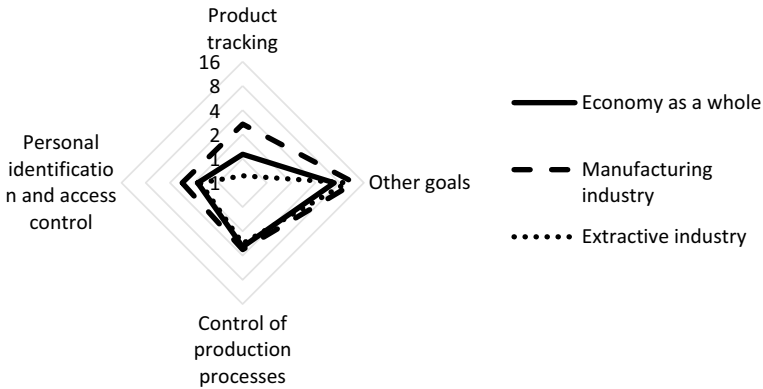 Product
tracking
16
8
4
2
1
1
Personal
identificatio
n and access
control
Other goals
Control of
production
processes
Economy as a whole
Manufacturing
industry
Extractive industry